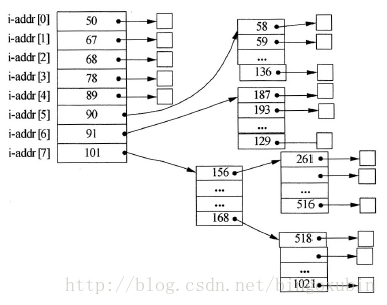 i-addr[0] 50
i-addr[1] 67
i-addr[2] 68
i-addr[3] 78
i-addr[4] 89
i-addr[5] 90
i-addr[6] 91
i-addr[7] 101
58
59
...
136
187
193
...
129
156
...
...
168
261
...
516
518
...
1021
http://blog.csdn.net/